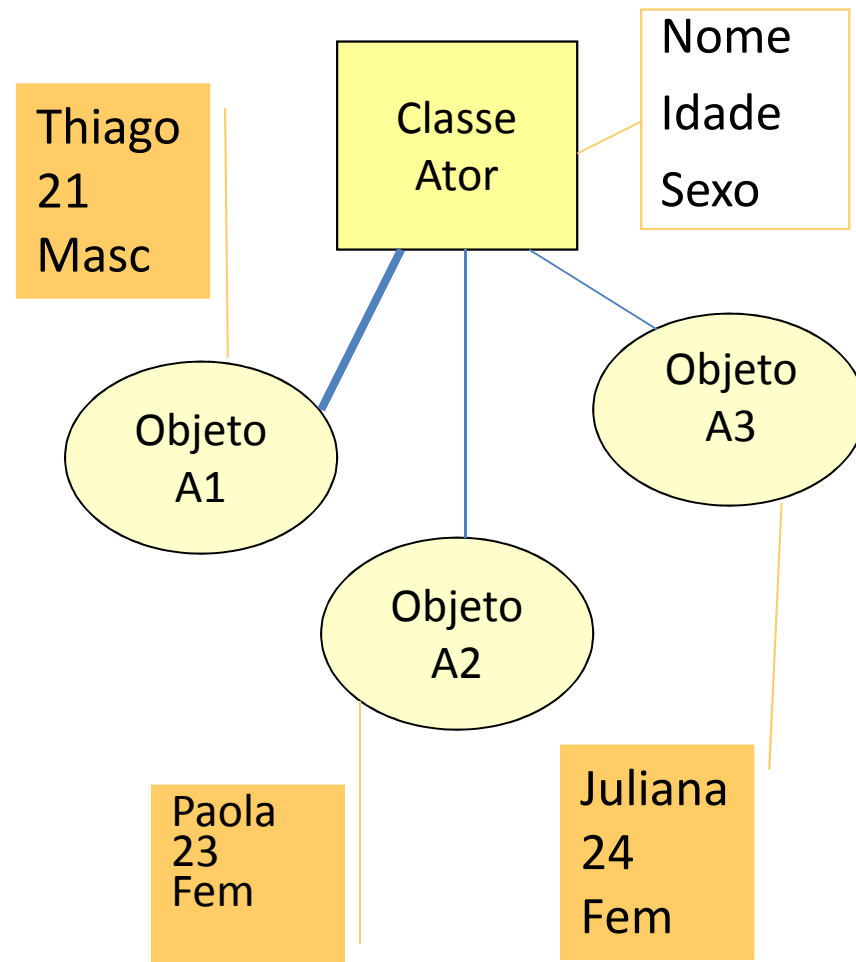 Nome
Idade
Sexo
Classe
Ator
Thiago
21
Masc
Objeto
A1
Objeto
A3
Objeto
A2
Paola
23
Fem
Juliana
24
Fem